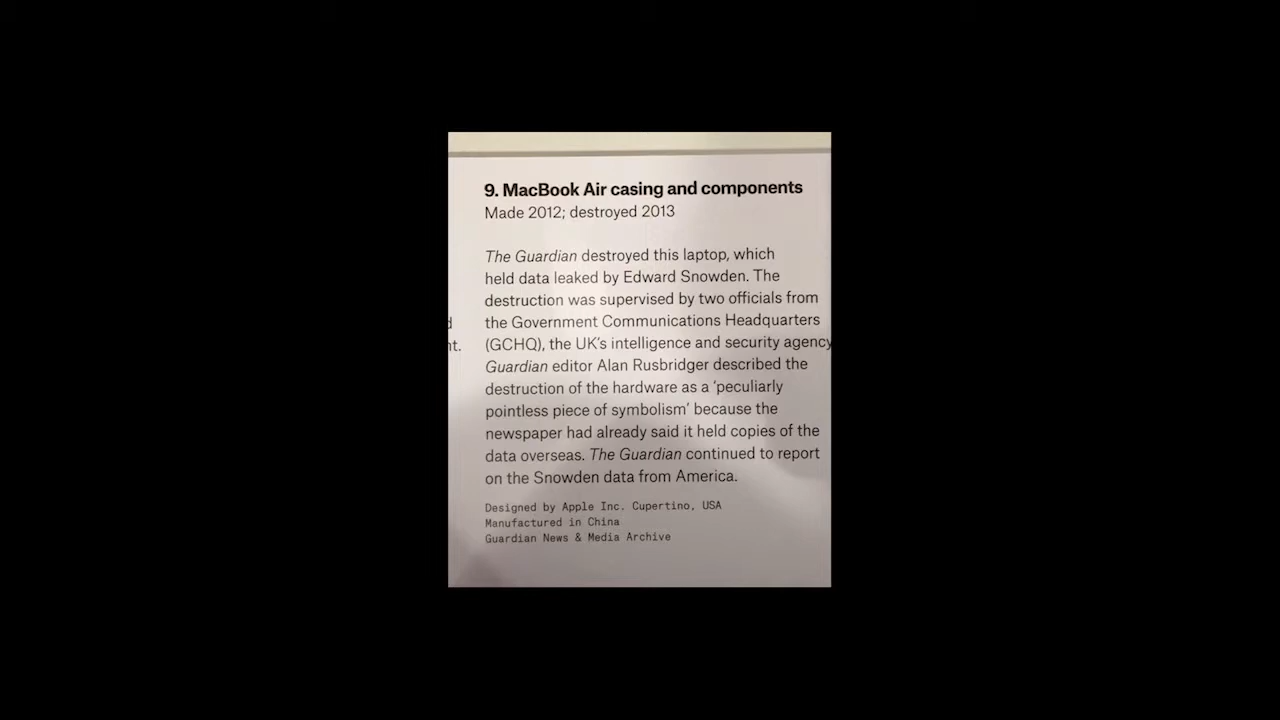 9. MacBook Air casing and components
Made 2012; destroyed 2013
The Guardian destroyed this laptop, which
held data leaked by Edward Snowden. The
destruction was supervised by two officials from
the Government Communications Headquarters
(GCHQ), the UK's intelligence and security agency
Guardian editor Alan Rusbridger described the
destruction of the hardware as a 'peculiarly
pointless piece of symbolism' because the
newspaper had already said it held copies of the
data overseas. The Guardian continued to report
on the Snowden data from America.
Designed by Apple Inc. Cupertino, USA
Manufactured in China
Guardian News & Media Archive